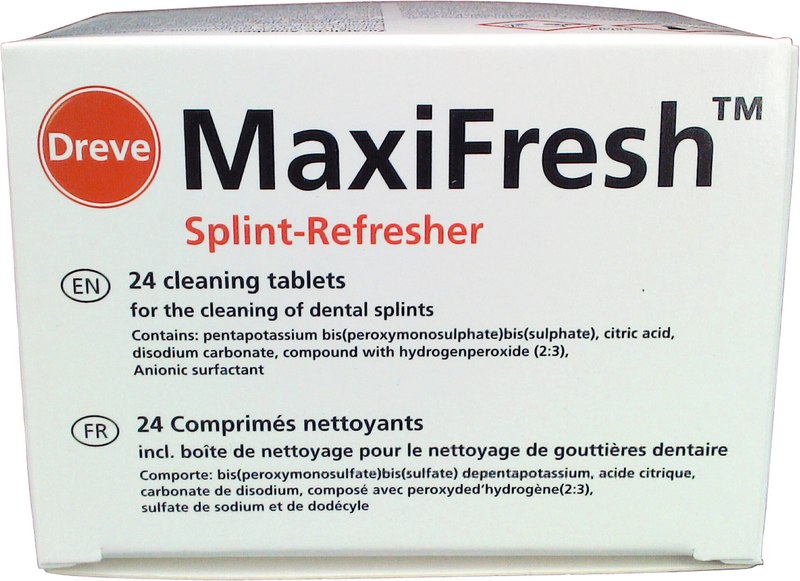 Dreve
MaxiFresh™
Splint-Refresher
EN
24 cleaning tablets
for the cleaning of dental splints
Contains: pentapotassium bis(peroxymonosulphate)bis(sulphate), citric acid,
disodium carbonate, compound with hydrogenperoxide (2:3),
Anionic surfactant
FR
24 Comprimés nettoyants
incl. boîte de nettoyage pour le nettoyage de gouttières dentaire
Comporte: bis(peroxymonosulfate)bis(sulfate) depentapotassium, acide citrique,
carbonate de disodium, composé avec peroxyded'hydrogène(2:3),
sulfate de sodium et de dodécyle